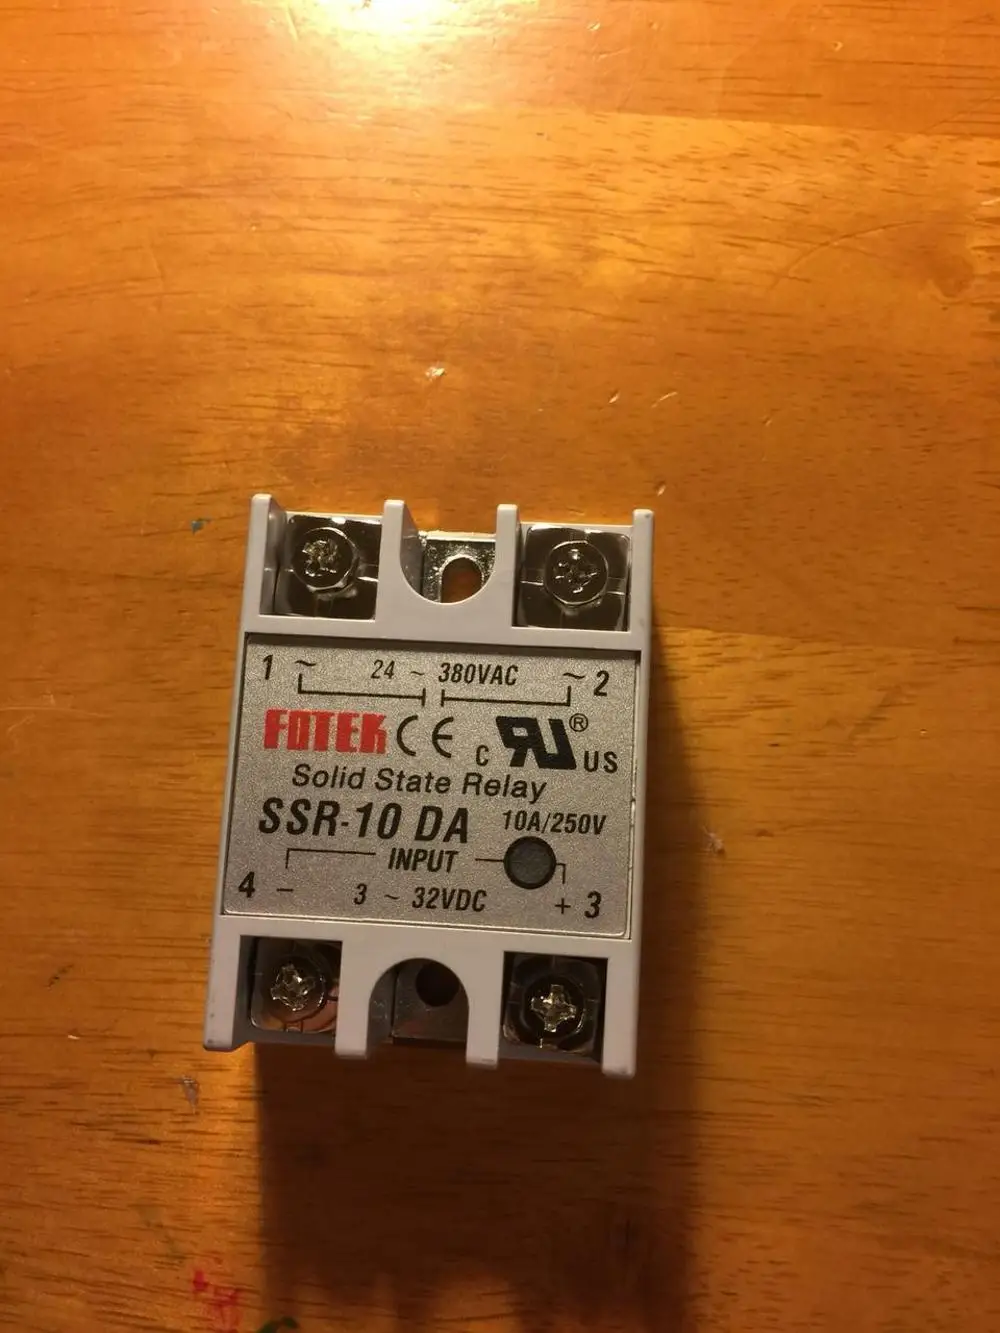 1 ~ 24 ~ 380VAC ~ 2
FOTEK CE c RU® US
Solid State Relay
SSR-10 DA 10A/250V
INPUT
4 − 3 ~ 32VDC + 3